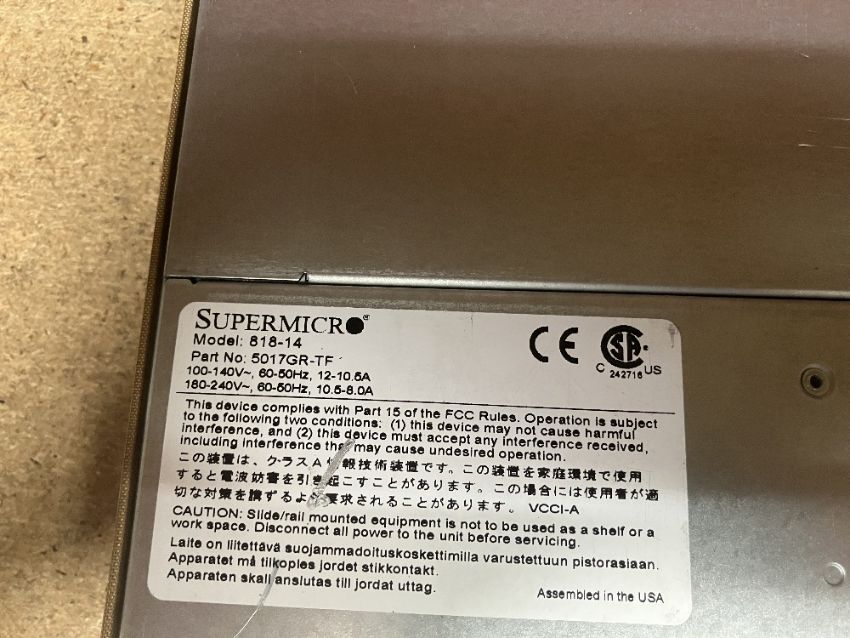 SUPERMICRO®
Model: 818-14
Part No: 5017GR-TF
100-140V~, 60-50Hz, 12-10.5A
180-240V~, 60-50Hz, 10.5-8.0A
CE
C SA US
242716
This device complies with Part 15 of the FCC Rules. Operation is subject
to the following two conditions: (1) this device may not cause harmful
interference, and (2) this device must accept any interference received,
including interference that may cause undesired operation.
この装置は、クラスA情報技術装置です。この装置を家庭環境で使用
すると電波妨害を引き起こすことがあります。この場合には使用者が適
切な対策を講ずるよう要求されることがあります。 VCCI-A
CAUTION: Slide/rail mounted equipment is not to be used as a shelf or a
work space. Disconnect all power to the unit before servicing.
Laite on liitettävä suojammadoituskoskettimilla varustettuun pistorasiaan.
Apparatet må tilkoples jordet stikkontakt.
Apparaten skall anslutas till jordat uttag.
Assembled in the USA